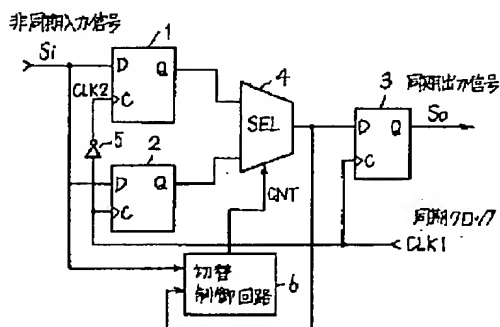 非同期入力信号
Si
1
D Q
CLK2
C
5
2
D Q
C
4
SEL
CNT
3
同期出力信号
D Q
So
C
同期クロック
CLK1
切替
制御回路
6